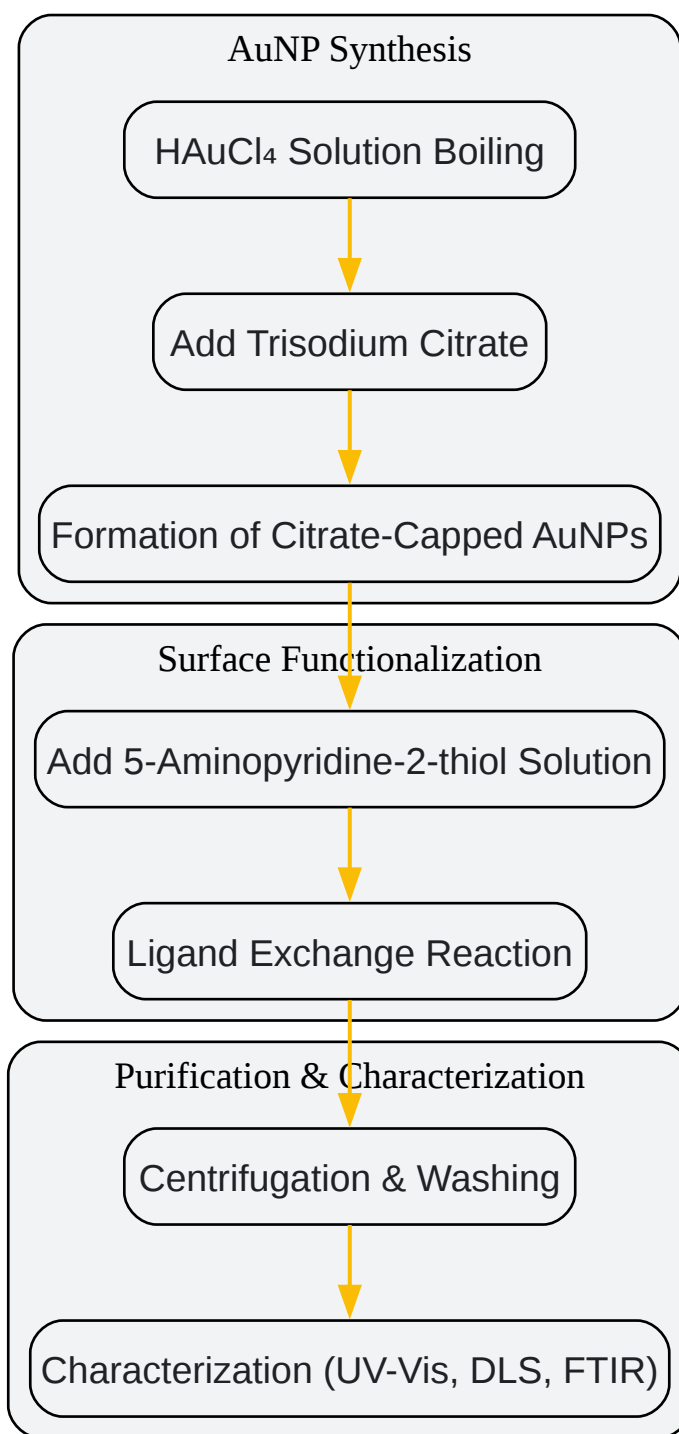 AuNP Synthesis
HAuCl₄ Solution Boiling
Add Trisodium Citrate
Formation of Citrate-Capped AuNPs
Surface Functionalization
Add 5-Aminopyridine-2-thiol Solution
Ligand Exchange Reaction
Purification & Characterization
Centrifugation & Washing
Characterization (UV-Vis, DLS, FTIR)